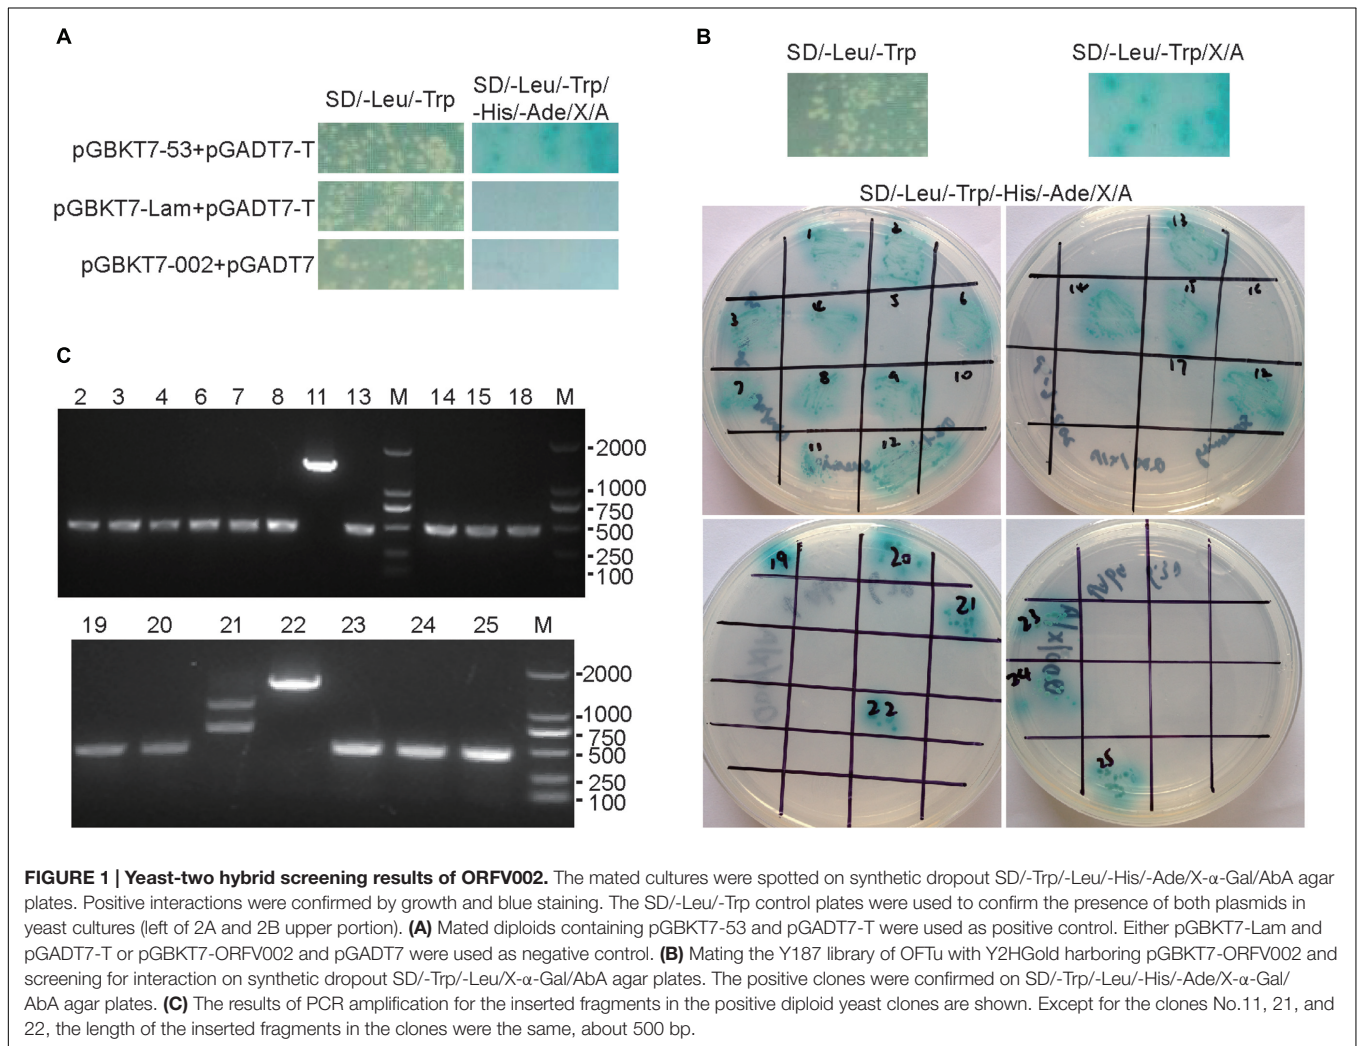 A
SD/-Leu/-Trp
SD/-Leu/-Trp/
-His/-Ade/X/A
pGBKT7-53+pGADT7-T
pGBKT7-Lam+pGADT7-T
pGBKT7-002+pGADT7
B
SD/-Leu/-Trp
SD/-Leu/-Trp/X/A
SD/-Leu/-Trp/-His/-Ade/X/A
1 2
3 4 5 6
7 8 9 10
11 12
13
14 15 16
17 18
19 20
21
22
23
24
25
C
2 3 4 6 7 8 11 13 M 14 15 18 M
-2000
-1000
-750
-500
-250
-100
19 20 21 22 23 24 25 M
-2000
-1000
-750
-500
-250
-100
FIGURE 1 | Yeast-two hybrid screening results of ORFV002. The mated cultures were spotted on synthetic dropout SD/-Trp/-Leu/-His/-Ade/X-α-Gal/AbA agar
plates. Positive interactions were confirmed by growth and blue staining. The SD/-Leu/-Trp control plates were used to confirm the presence of both plasmids in
yeast cultures (left of 2A and 2B upper portion). (A) Mated diploids containing pGBKT7-53 and pGADT7-T were used as positive control. Either pGBKT7-Lam and
pGADT7-T or pGBKT7-ORFV002 and pGADT7 were used as negative control. (B) Mating the Y187 library of OFTu with Y2HGold harboring pGBKT7-ORFV002 and
screening for interaction on synthetic dropout SD/-Trp/-Leu/X-α-Gal/AbA agar plates. The positive clones were confirmed on SD/-Trp/-Leu/-His/-Ade/X-α-Gal/
AbA agar plates. (C) The results of PCR amplification for the inserted fragments in the positive diploid yeast clones are shown. Except for the clones No.11, 21, and
22, the length of the inserted fragments in the clones were the same, about 500 bp.